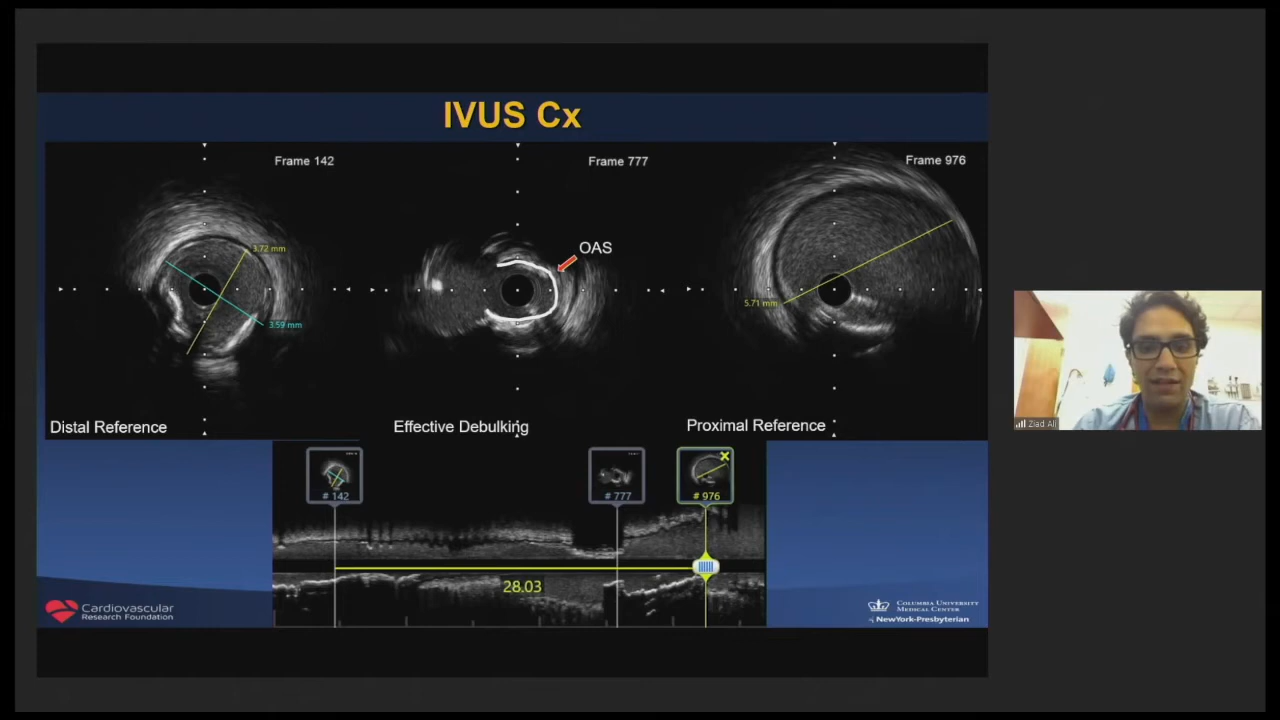 IVUS Cx
Frame 142
Frame 777
Frame 976
3.72 mm
3.59 mm
OAS
5.71 mm
Distal Reference
Effective Debulking
Proximal Reference
# 142
# 777
# 976
28.03
Cardiovascular
Research Foundation
COLUMBIA UNIVERSITY
MEDICAL CENTER
NewYork-Presbyterian
Ziad Ali